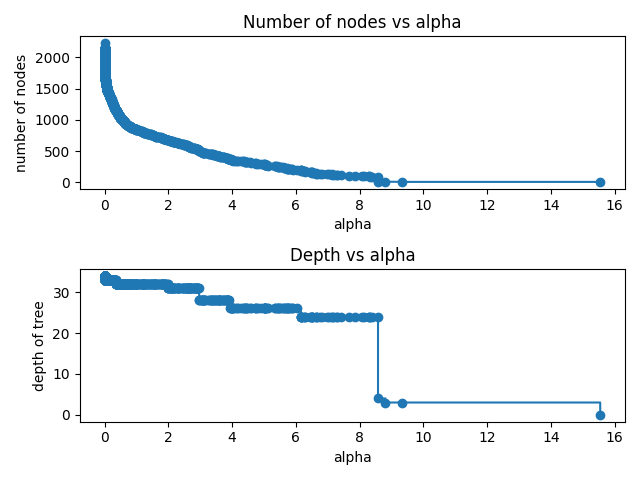 Number of nodes vs alpha
number of nodes
2000
1500
1000
500
0
0 2 4 6 8 10 12 14 16
alpha
Depth vs alpha
depth of tree
30
20
10
0
0 2 4 6 8 10 12 14 16
alpha